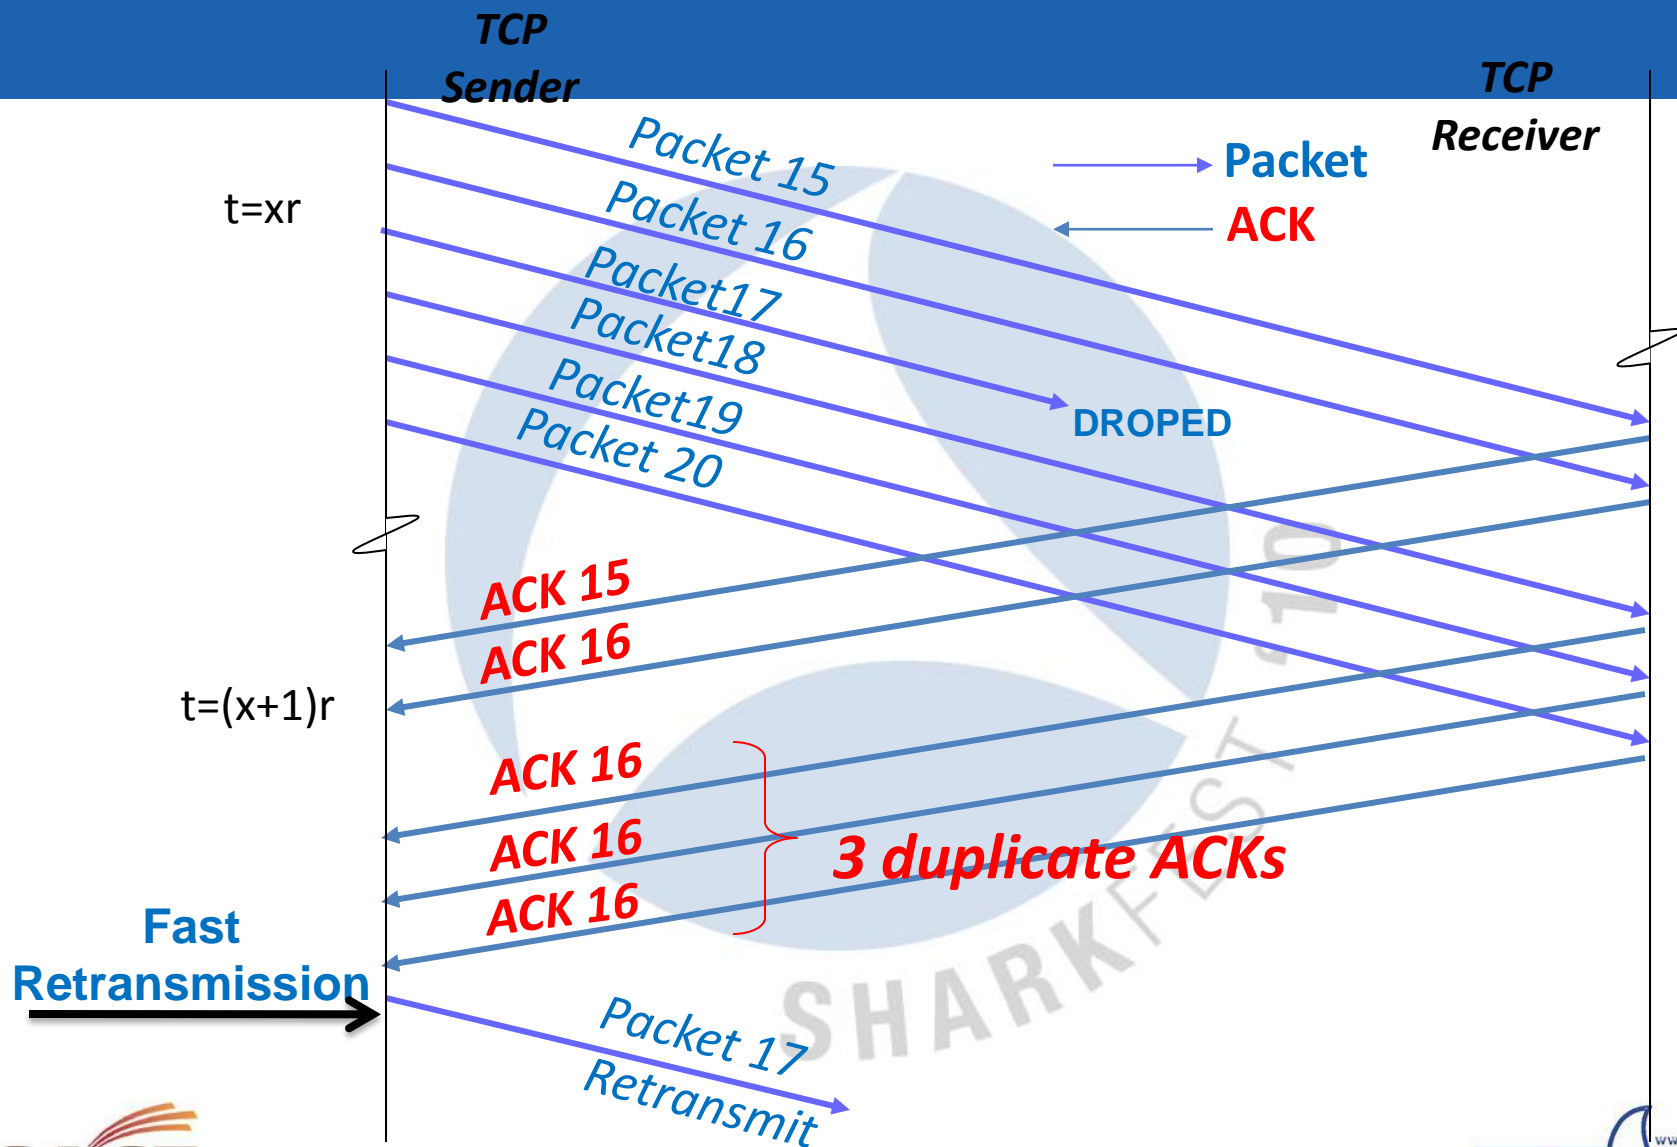 TCP
Sender
TCP
Receiver
Packet 15
Packet
t=xr
Packet 16
ACK
Packet17
Packet18
Packet19
DROPED
Packet 20
ACK 15
ACK 16
t=(x+1)r
ACK 16
ACK 16
3 duplicate ACKs
ACK 16
Fast
Retransmission
Packet 17
Retransmit
SHARKFEST '10